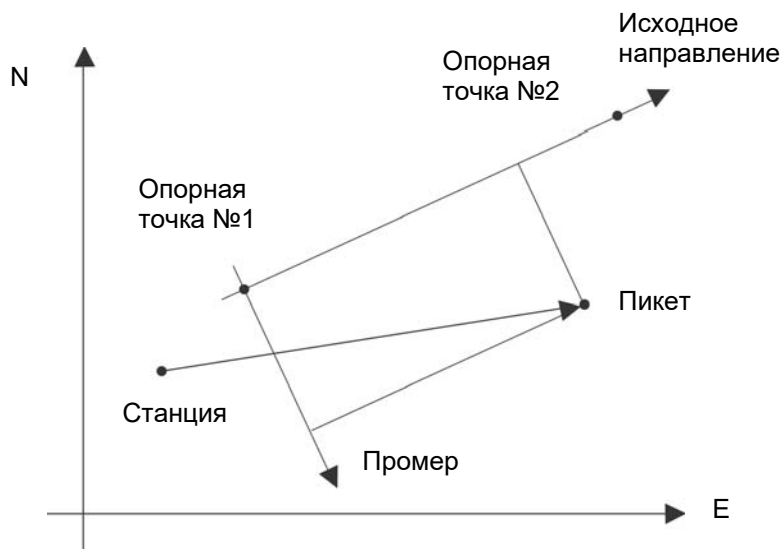 Исходное
направление
N
Опорная
точка №2
Опорная
точка №1
Пикет
Станция
Промер
E